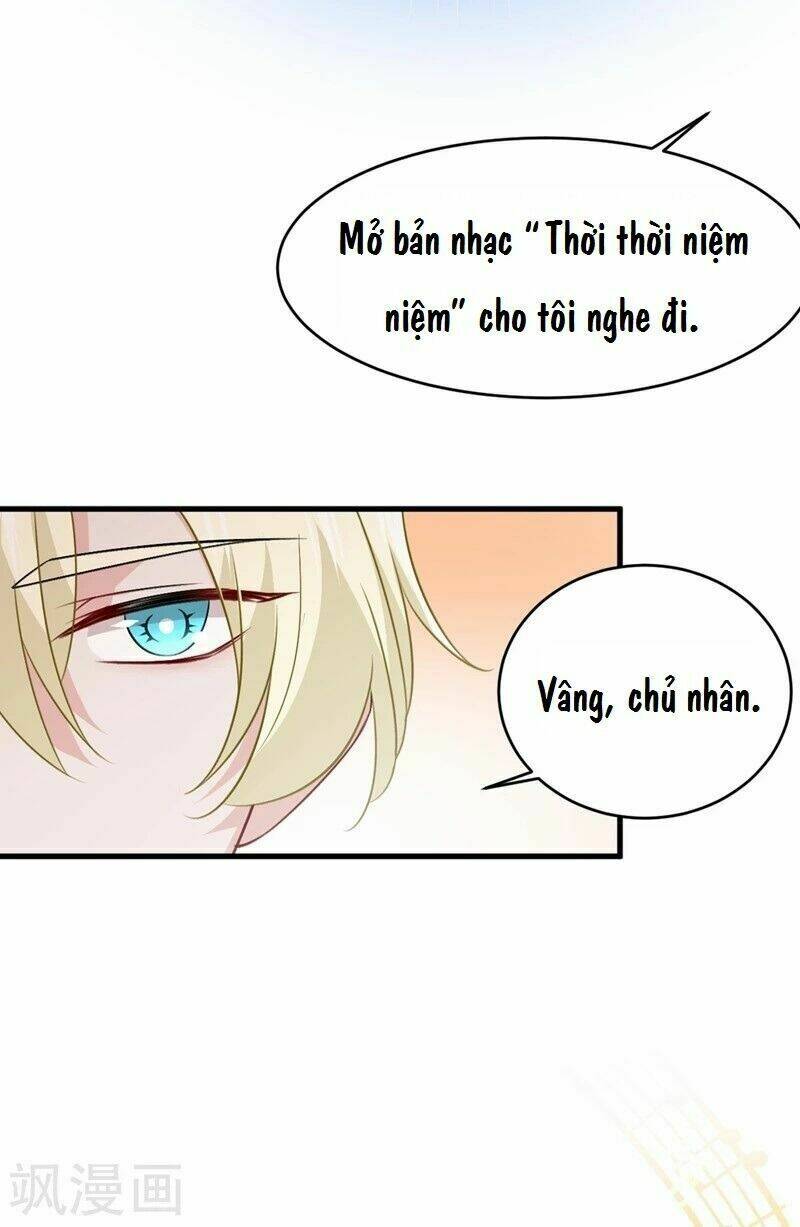 Mở bản nhạc “Thời thời niệm
niệm” cho tôi nghe đi.
Vâng, chủ nhân.
飒漫画